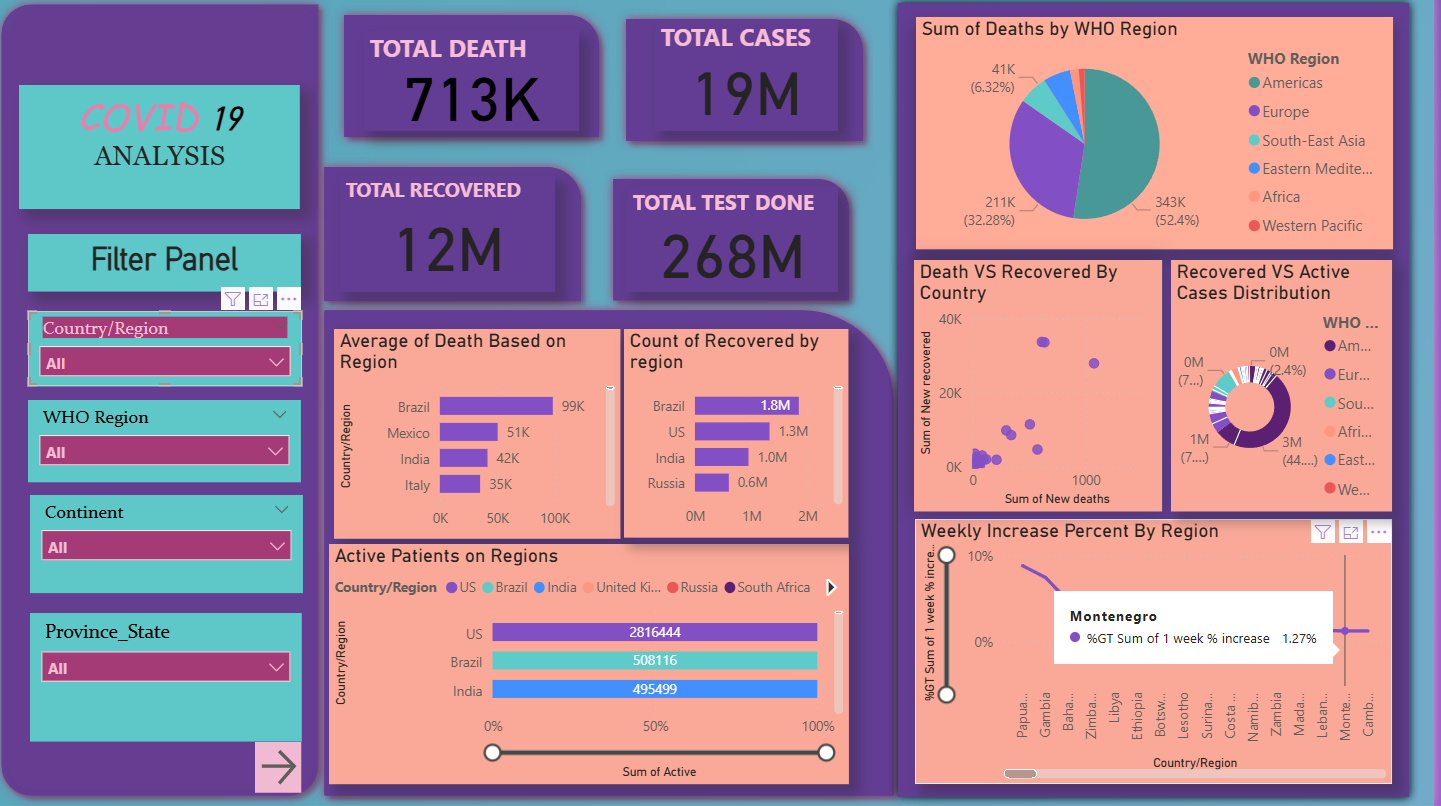 COVID 19
ANALYSIS
Filter Panel
Country/Region
All
WHO Region
All
Continent
All
Province_State
All
TOTAL DEATH
713K
TOTAL CASES
19M
TOTAL RECOVERED
12M
TOTAL TEST DONE
268M
Average of Death Based on
Region
Country/Region
Brazil 99K
Mexico 51K
India 42K
Italy 35K
0K 50K 100K
Count of Recovered by
region
Brazil 1.8M
US 1.3M
India 1.0M
Russia 0.6M
0M 1M 2M
Active Patients on Regions
Country/Region US Brazil India United Ki... Russia South Africa
Country/Region
US 2816444
Brazil 508116
India 495499
0% 50% 100%
Sum of Active
Sum of Deaths by WHO Region
41K
(6.32%)
211K
(32.28%)
343K
(52.4%)
WHO Region
Americas
Europe
South-East Asia
Eastern Medite...
Africa
Western Pacific
Death VS Recovered By
Country
Sum of New recovered
40K
20K
0K
0 1000
Sum of New deaths
Recovered VS Active
Cases Distribution
0M
(7...)
0M
(2.4%)
1M
(7....)
3M
(44....)
WHO ...
Am...
Eur...
Sou...
Afri...
East...
We...
Weekly Increase Percent By Region
%GT Sum of 1 week % incre...
10%
0%
Montenegro
%GT Sum of 1 week % increase 1.27%
Papua...
Gambia
Baha...
Zimba...
Libya
Ethiopia
Botsw...
Lesotho
Surina...
Costa ...
Namib...
Zambia
Mada...
Leban...
Monte...
Camb...
Country/Region